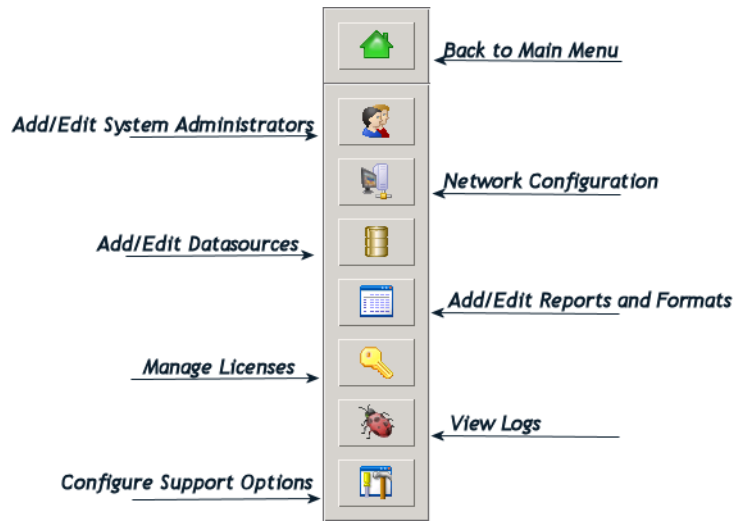 Back to Main Menu
Add/Edit System Administrators
Network Configuration
Add/Edit Datasources
Add/Edit Reports and Formats
Manage Licenses
View Logs
Configure Support Options